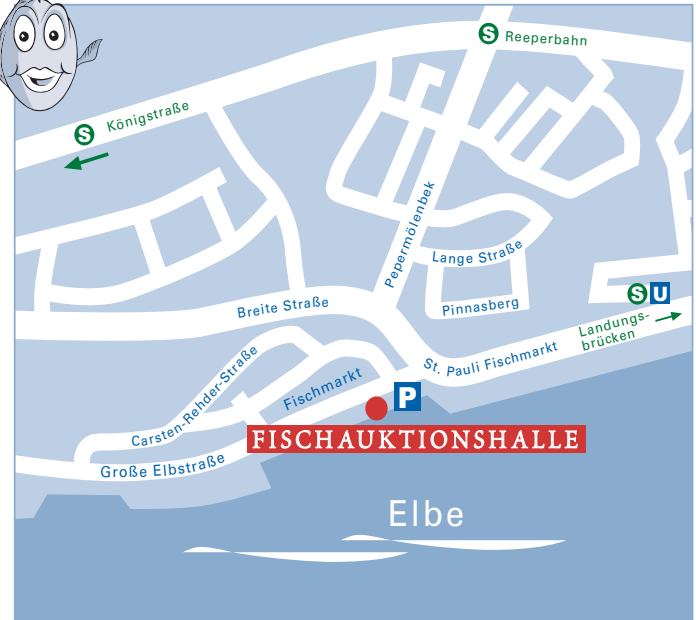 S Reeperbahn
S Königstraße
Pepermölenbek
Lange Straße
Pinnasberg
S U
Landungs-
brücken
Breite Straße
St. Pauli Fischmarkt
Carsten-Rehder-Straße
Fischmarkt
P
FISCHAUKTIONSHALLE
Große Elbstraße
Elbe